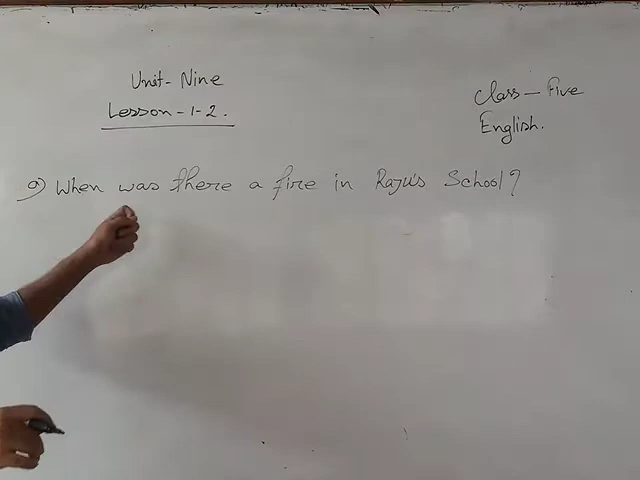 Unit- Nine
Lesson-1-2.
Class - Five
English.
a) When was there a fire in Raju's School?